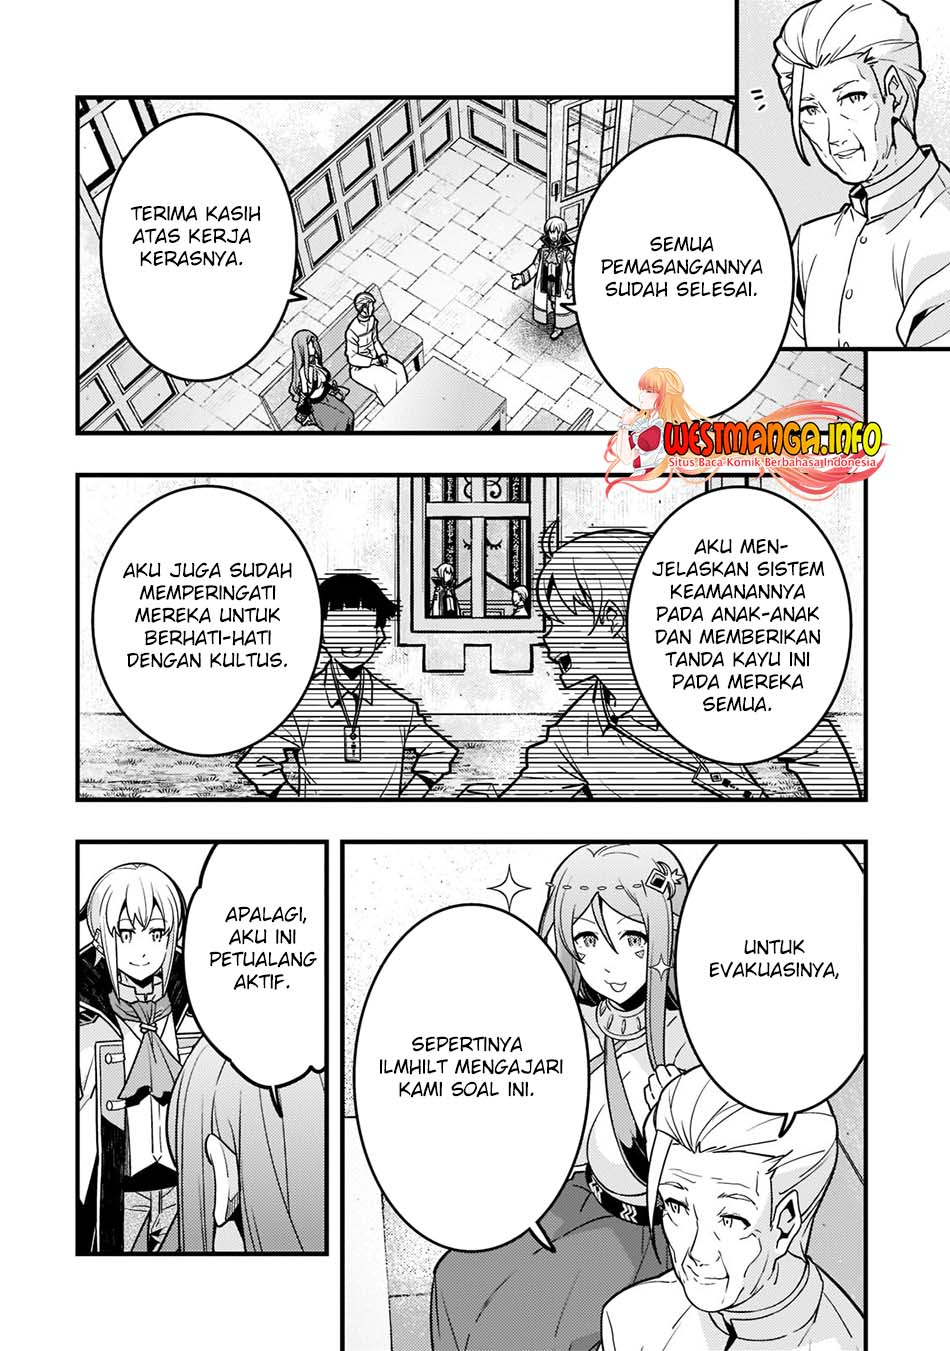 SEMUA
PEMASANGANNYA
SUDAH SELESAI.
TERIMA KASIH
ATAS KERJA
KERASNYA.
WESTMANGA.INFO
Situs Baca Komik Berbahasa Indonesia
AKU MEN-
JELASKAN SISTEM
KEAMANANNYA
PADA ANAK-ANAK
DAN MEMBERIKAN
TANDA KAYU INI
PADA MEREKA
SEMUA.
AKU JUGA SUDAH
MEMPERINGATI
MEREKA UNTUK
BERHATI-HATI
DENGAN KULTUS.
UNTUK
EVAKUASINYA,
SEPERTINYA
ILMHILT MENGAJARI
KAMI SOAL INI.
APALAGI,
AKU INI
PETUALANG
AKTIF.